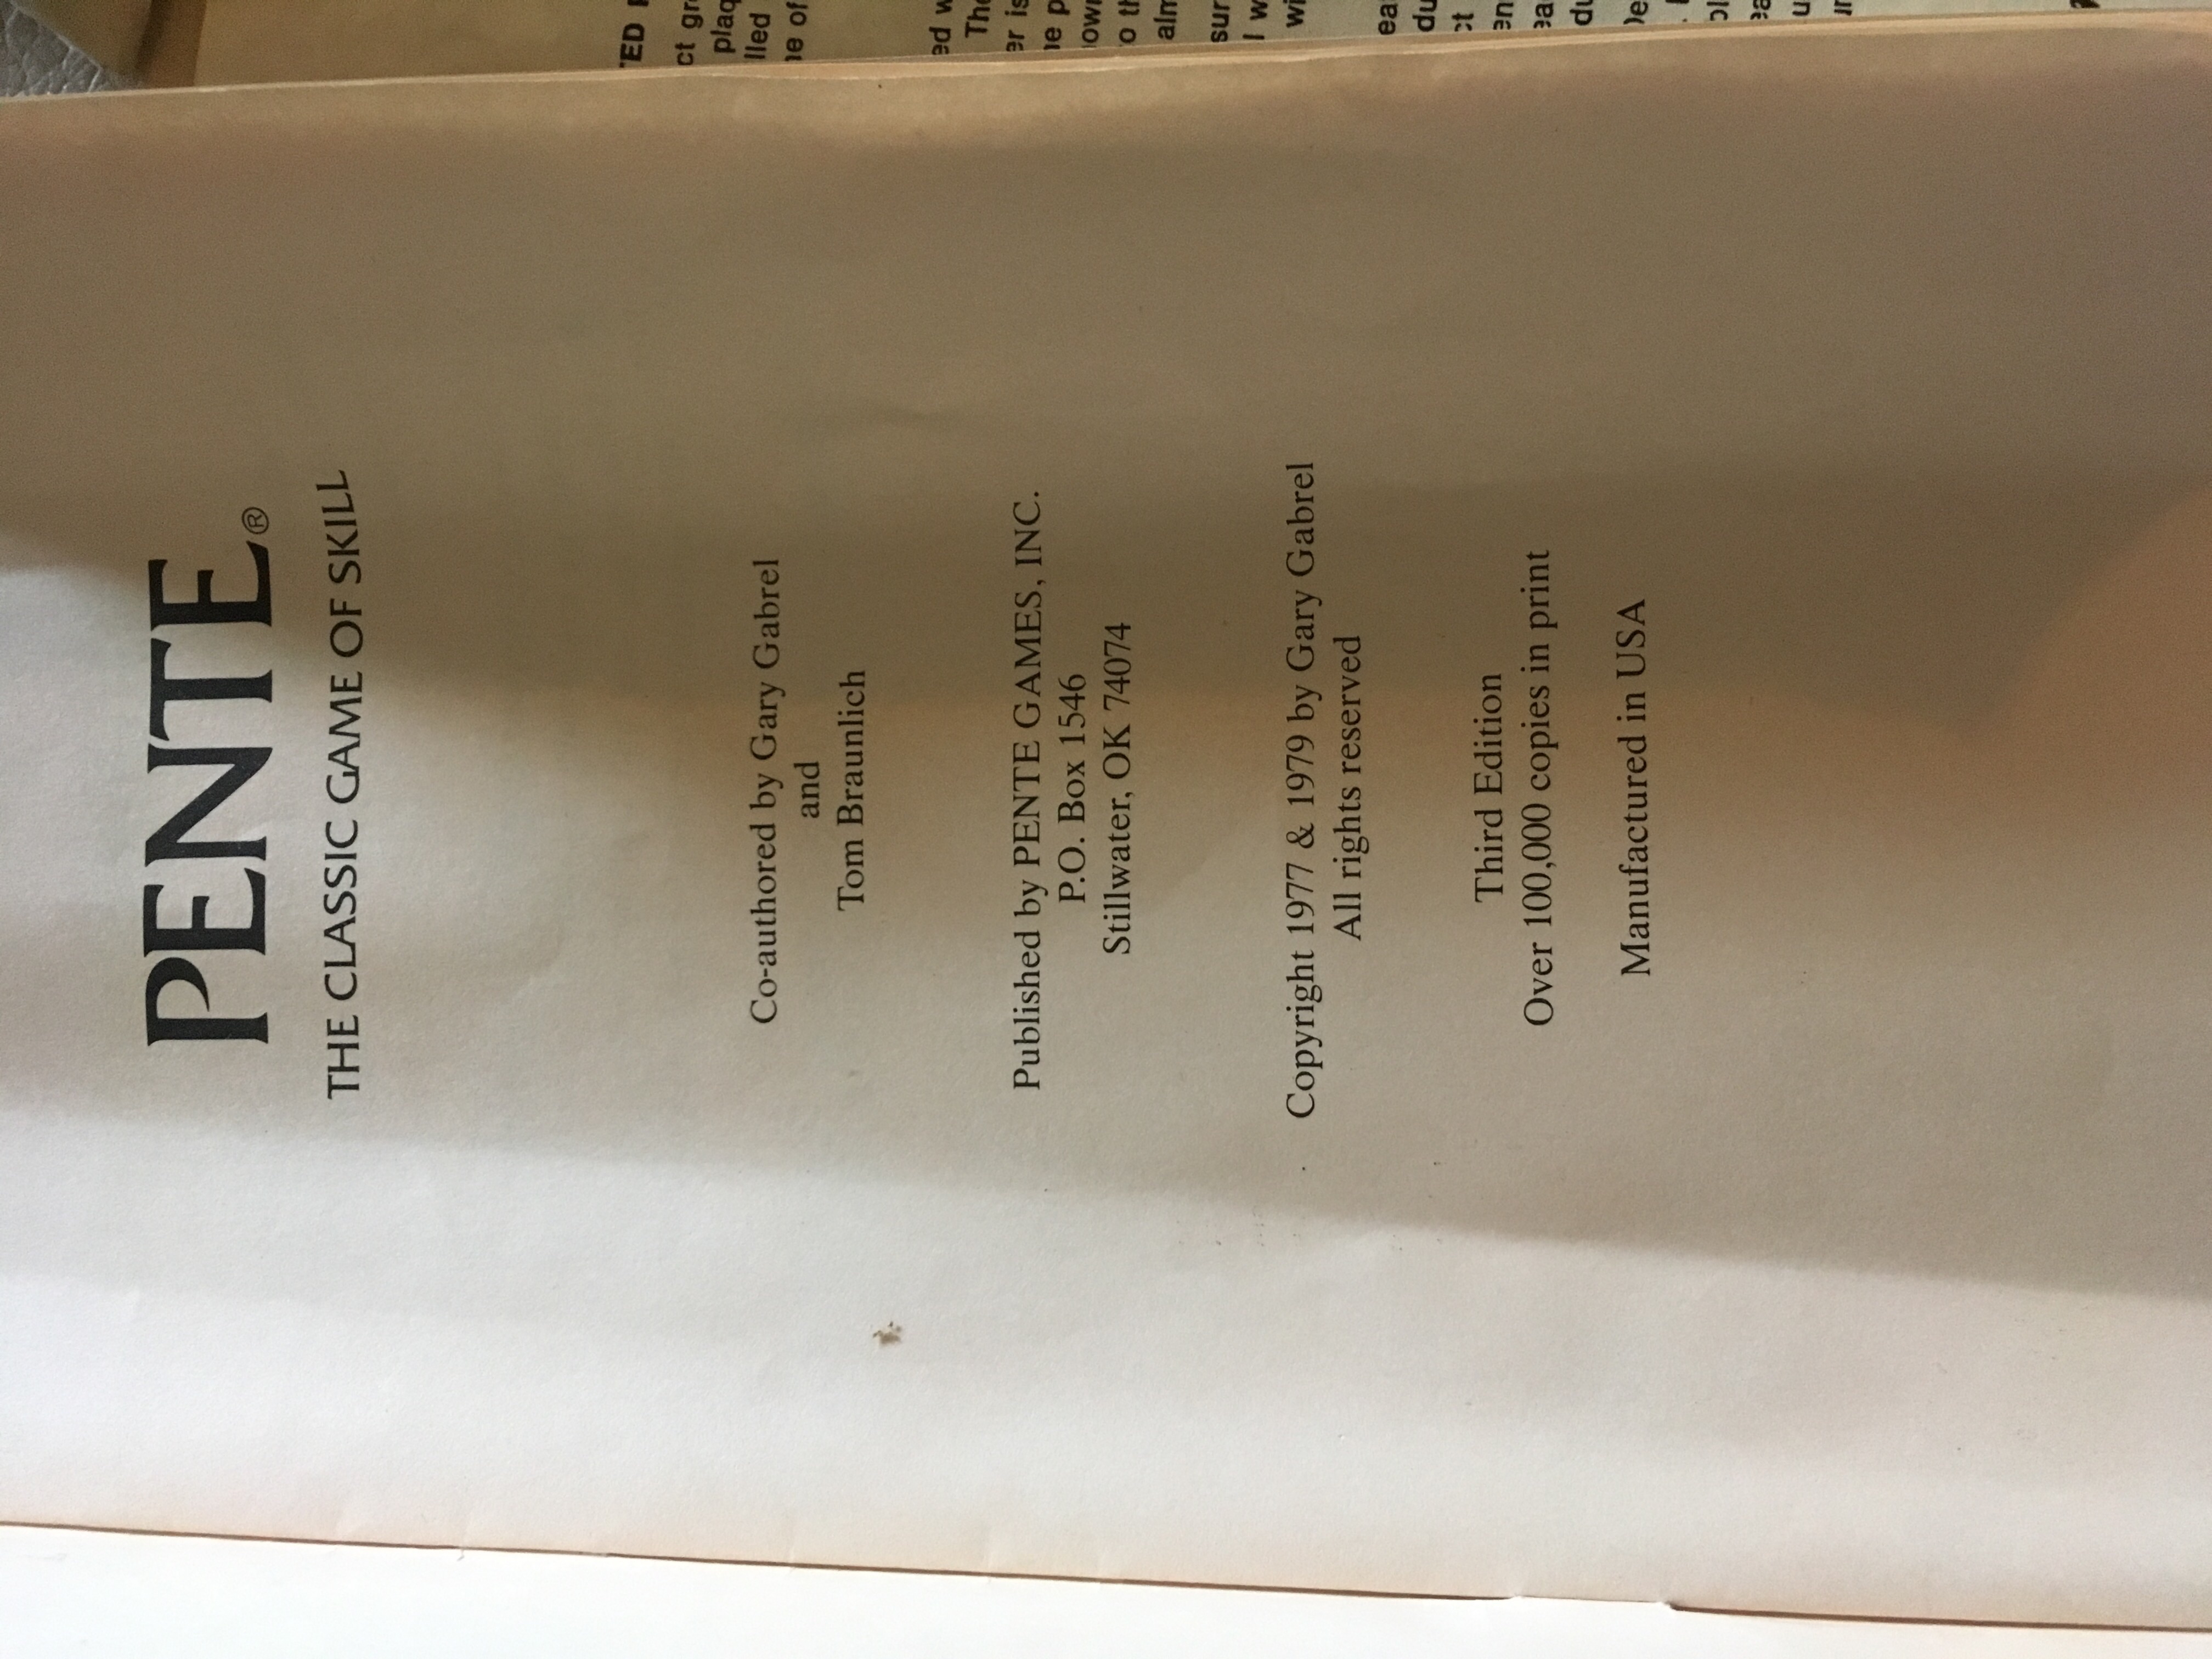 PENTE®
THE CLASSIC GAME OF SKILL
Co-authored by Gary Gabrel
and
Tom Braunlich
Published by PENTE GAMES, INC.
P.O. Box 1546
Stillwater, OK 74074
Copyright 1977 & 1979 by Gary Gabrel
All rights reserved
Third Edition
Over 100,000 copies in print
Manufactured in USA